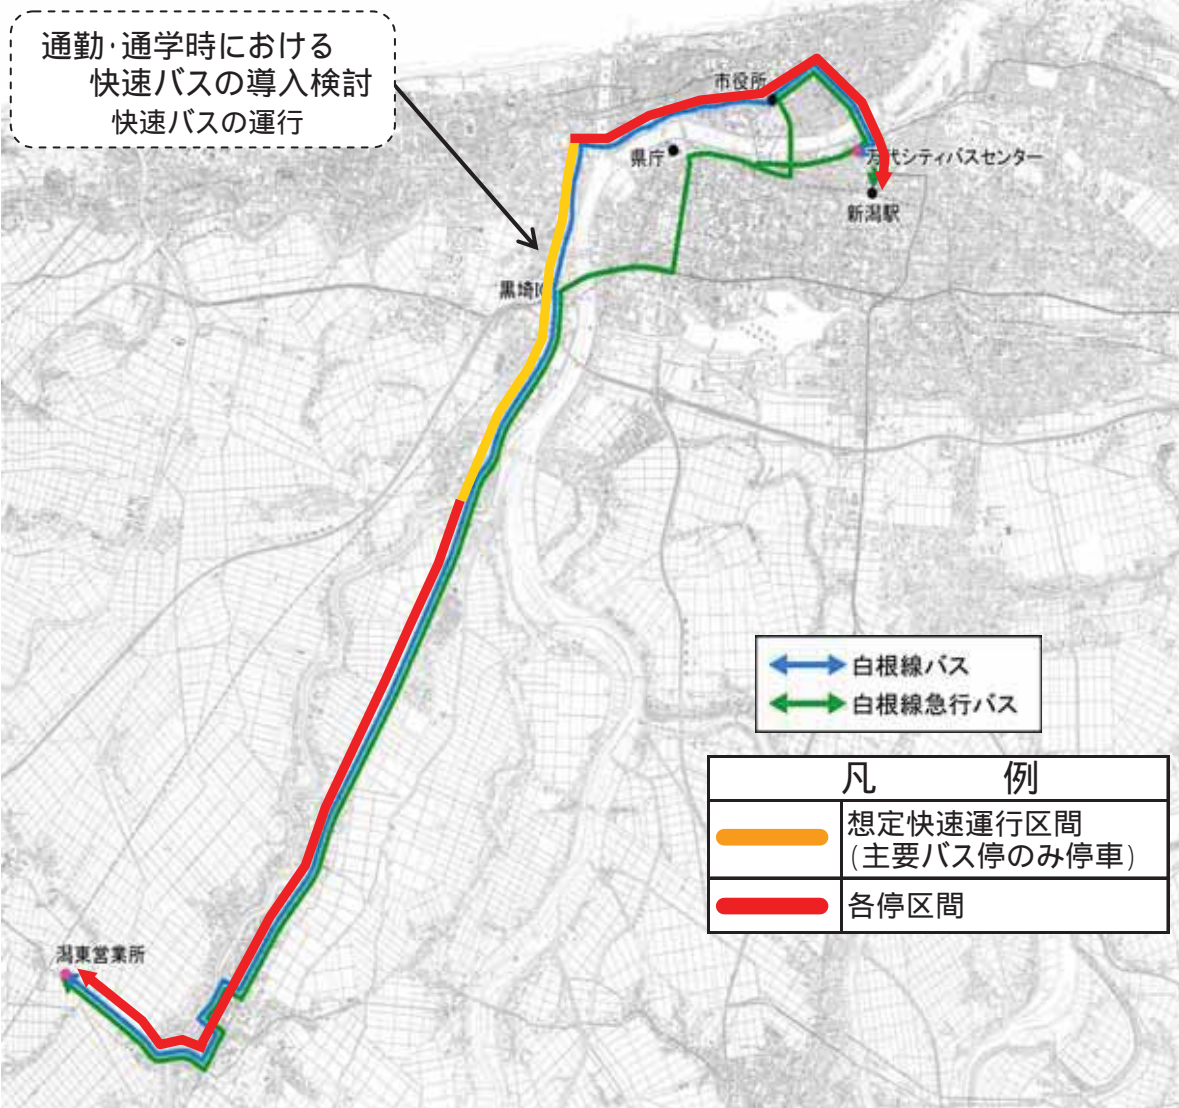 通勤･通学時における
快速バスの導入検討
快速バスの運行
市役所
県庁
万代シティバスセンター
新潟駅
黒埼IC
白根線バス
白根線急行バス
凡 例
想定快速運行区間
(主要バス停のみ停車)
各停区間
潟東営業所